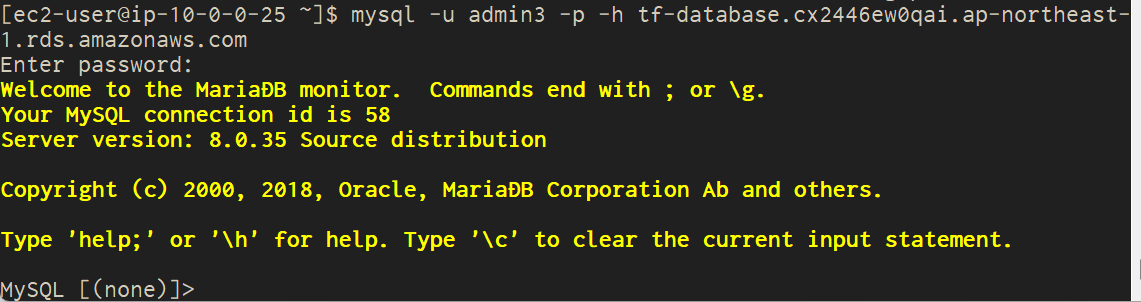 [ec2-user@ip-10-0-0-25 ~]$ mysql -u admin3 -p -h tf-database.cx2446ew0qai.ap-northeast-
1.rds.amazonaws.com
Enter password:
Welcome to the MariaDB monitor.  Commands end with ; or \g.
Your MySQL connection id is 58
Server version: 8.0.35 Source distribution

Copyright (c) 2000, 2018, Oracle, MariaDB Corporation Ab and others.

Type 'help;' or '\h' for help. Type '\c' to clear the current input statement.

MySQL [(none)]>